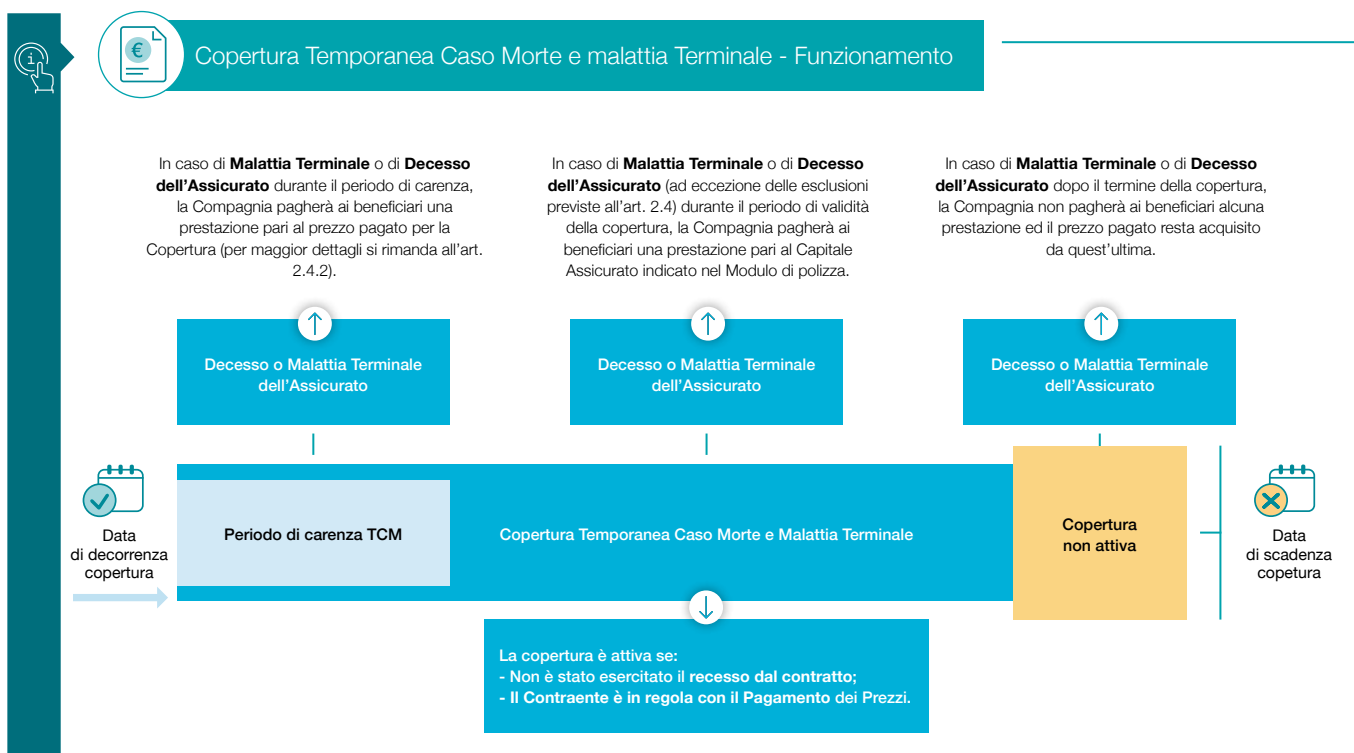 Copertura Temporanea Caso Morte e malattia Terminale - Funzionamento
In caso di Malattia Terminale o di Decesso
dell'Assicurato durante il periodo di carenza,
la Compagnia pagherà ai beneficiari una
prestazione pari al prezzo pagato per la
Copertura (per maggior dettagli si rimanda all'art.
2.4.2).
In caso di Malattia Terminale o di Decesso
dell'Assicurato (ad eccezione delle esclusioni
previste all'art. 2.4) durante il periodo di validità
della copertura, la Compagnia pagherà ai
beneficiari una prestazione pari al Capitale
Assicurato indicato nel Modulo di polizza.
In caso di Malattia Terminale o di Decesso
dell'Assicurato dopo il termine della copertura,
la Compagnia non pagherà ai beneficiari alcuna
prestazione ed il prezzo pagato resta acquisito
da quest'ultima.
Decesso o Malattia Terminale
dell'Assicurato
Decesso o Malattia Terminale
dell'Assicurato
Decesso o Malattia Terminale
dell'Assicurato
Data
di decorrenza
copertura
Periodo di carenza TCM
Copertura Temporanea Caso Morte e Malattia Terminale
Copertura
non attiva
Data
di scadenza
copetura
La copertura è attiva se:
- Non è stato esercitato il recesso dal contratto;
- Il Contraente è in regola con il Pagamento dei Prezzi.